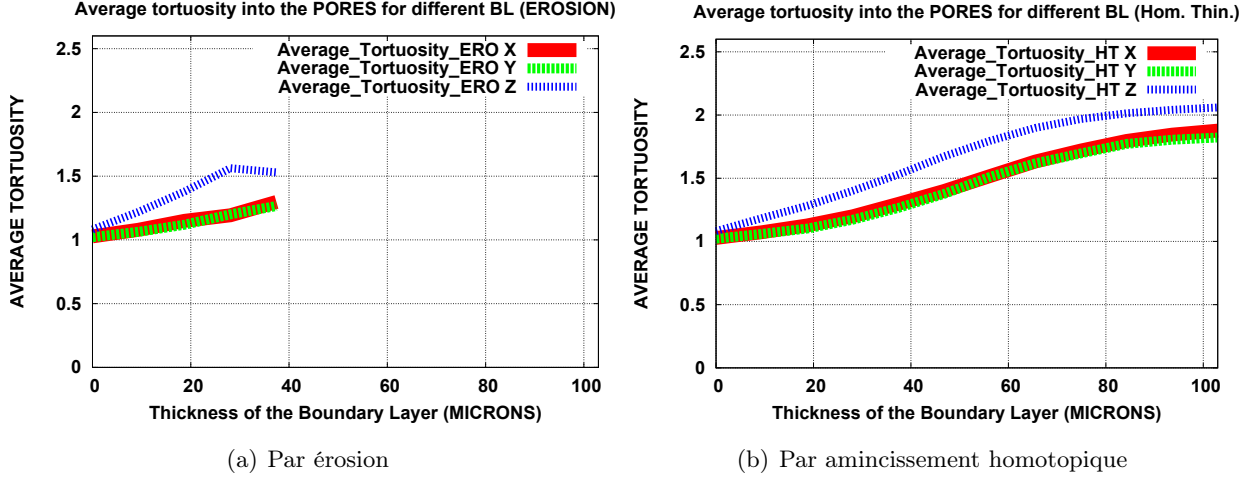 Average tortuosity into the PORES for different BL (EROSION)
Average_Tortuosity_ERO X
Average_Tortuosity_ERO Y
Average_Tortuosity_ERO Z
AVERAGE TORTUOSITY
2.5
2
1.5
1
0.5
0
0 20 40 60 80 100
Thickness of the Boundary Layer (MICRONS)
(a) Par érosion
Average tortuosity into the PORES for different BL (Hom. Thin.)
Average_Tortuosity_HT X
Average_Tortuosity_HT Y
Average_Tortuosity_HT Z
AVERAGE TORTUOSITY
2.5
2
1.5
1
0.5
0
0 20 40 60 80 100
Thickness of the Boundary Layer (MICRONS)
(b) Par amincissement homotopique